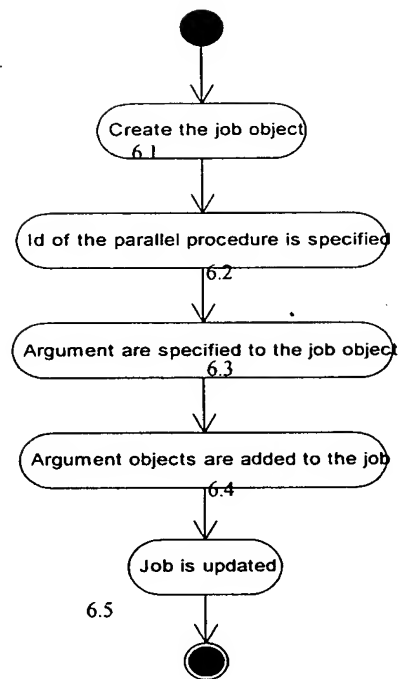 Create the job object
6.1
Id of the parallel procedure is specified
6.2
Argument are specified to the job object
6.3
Argument objects are added to the job
6.4
Job is updated
6.5